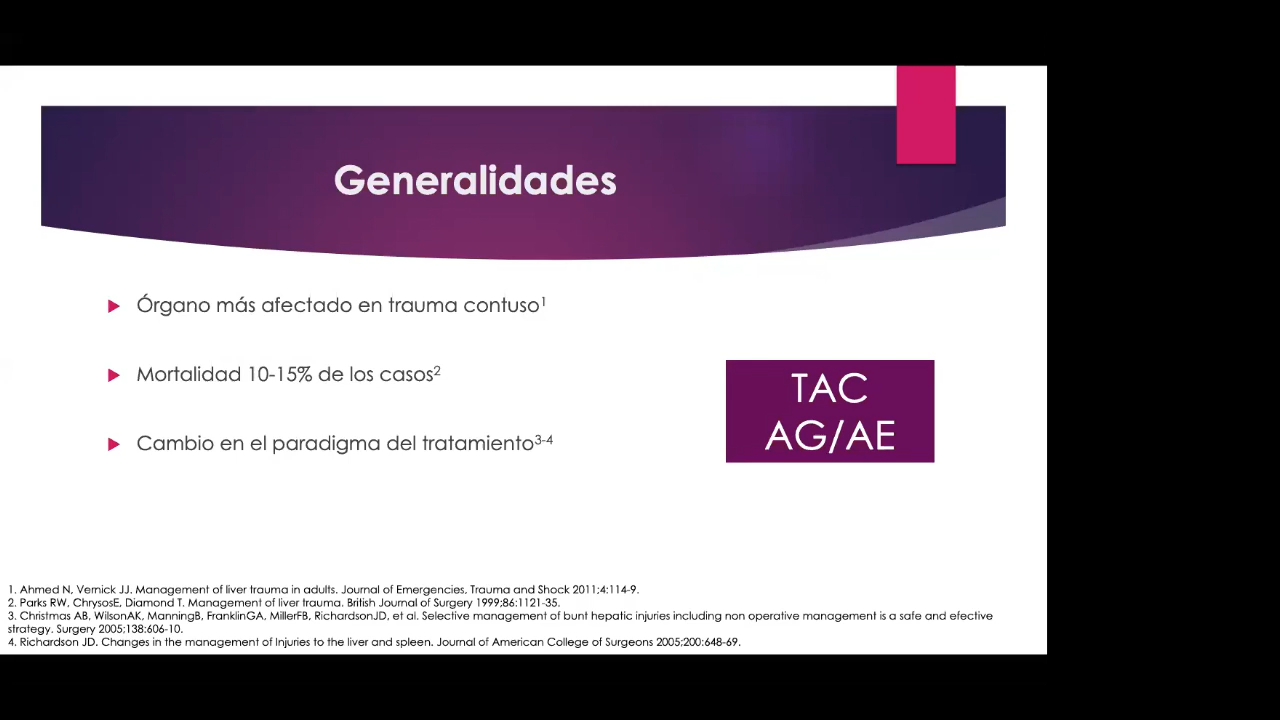 Generalidades
Órgano más afectado en trauma contuso¹
Mortalidad 10-15% de los casos²
Cambio en el paradigma del tratamiento³⁻⁴
TAC
AG/AE
1. Ahmed N, Vernick JJ. Management of liver trauma in adults. Journal of Emergencies, Trauma and Shock 2011;4:114-9.
2. Parks RW, ChrysosE, Diamond T. Management of liver trauma. British Journal of Surgery 1999;86:1121-35.
3. Christmas AB, WilsonAK, ManningB, FranklinGA, MillerFB, RichardsonJD, et al. Selective management of bunt hepatic injuries including non operative management is a safe and efective
strategy. Surgery 2005;138:606-10.
4. Richardson JD. Changes in the management of Injuries to the liver and spleen. Journal of American College of Surgeons 2005;200:648-69.